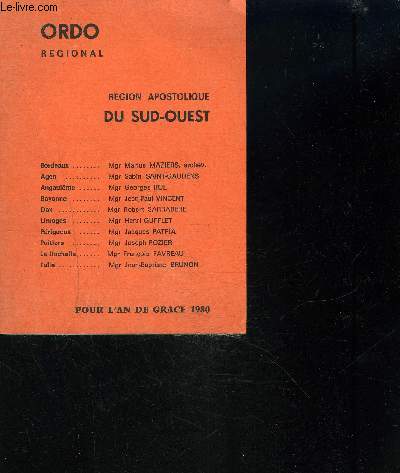 Le-livre.com
ORDO
REGIONAL
REGION APOSTOLIQUE
DU SUD-OUEST
Bordeaux ........ Mgr Marius MAZIERS, archev.
Agen ........ Mgr Sabin SAINT-GAUDENS
Angoulême ....... Mgr Georges ROL
Bayonne ....... Mgr Jean-Paul VINCENT
Dax ........... Mgr Robert SARRABERE
Limoges ....... Mgr Henri GUFFLET
Périgueux ....... Mgr Jacques PATRIA
Poitiers ........ Mgr Joseph ROZIER
La Rochelle ...... Mgr François FAVREAU
Tulle ........... Mgr Jean-Baptiste BRUNON
POUR L'AN DE GRACE 1980